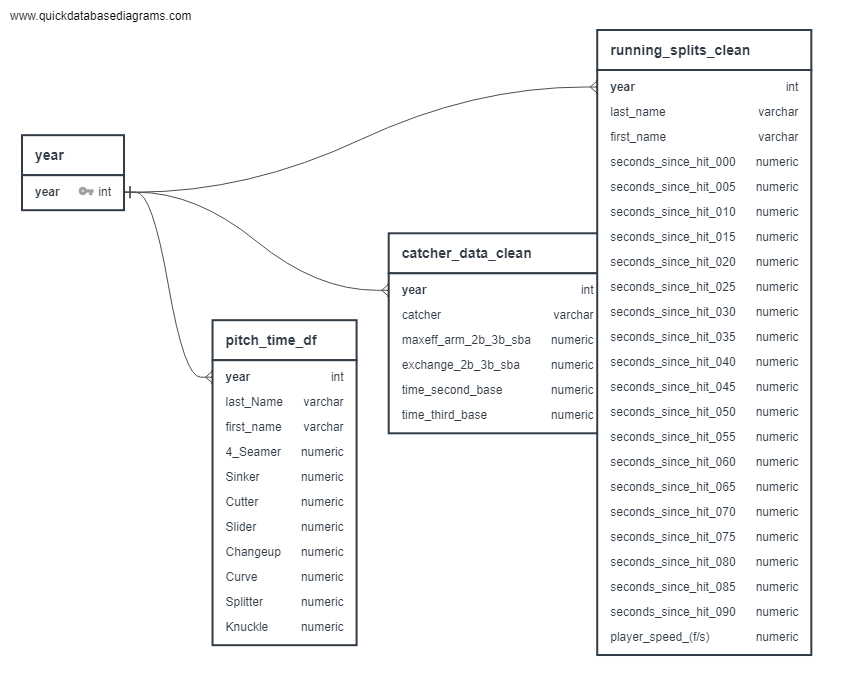 www.quickdatabasediagrams.com
year
year int
pitch_time_df
year int
last_Name varchar
first_name varchar
4_Seamer numeric
Sinker numeric
Cutter numeric
Slider numeric
Changeup numeric
Curve numeric
Splitter numeric
Knuckle numeric
catcher_data_clean
year int
catcher varchar
maxeff_arm_2b_3b_sba numeric
exchange_2b_3b_sba numeric
time_second_base numeric
time_third_base numeric
running_splits_clean
year int
last_name varchar
first_name varchar
seconds_since_hit_000 numeric
seconds_since_hit_005 numeric
seconds_since_hit_010 numeric
seconds_since_hit_015 numeric
seconds_since_hit_020 numeric
seconds_since_hit_025 numeric
seconds_since_hit_030 numeric
seconds_since_hit_035 numeric
seconds_since_hit_040 numeric
seconds_since_hit_045 numeric
seconds_since_hit_050 numeric
seconds_since_hit_055 numeric
seconds_since_hit_060 numeric
seconds_since_hit_065 numeric
seconds_since_hit_070 numeric
seconds_since_hit_075 numeric
seconds_since_hit_080 numeric
seconds_since_hit_085 numeric
seconds_since_hit_090 numeric
player_speed_(f/s) numeric